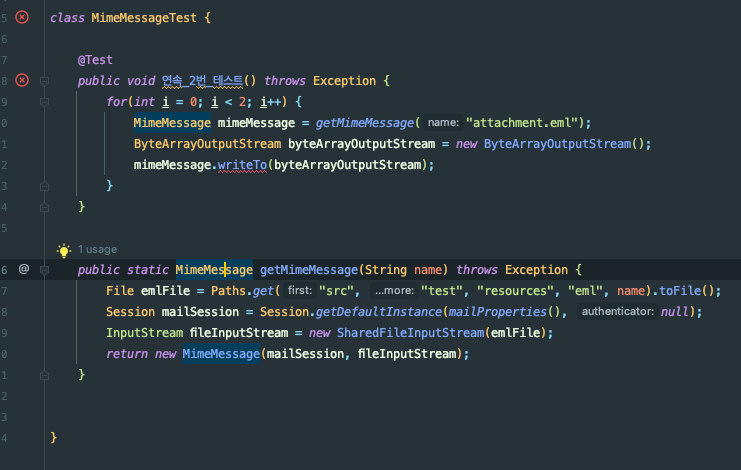 5 class MimeMessageTest {
6
7 @Test
8 public void 연속_2번_테스트() throws Exception {
9 for(int i = 0; i < 2; i++) {
0 MimeMessage mimeMessage = getMimeMessage( name: "attachment.eml");
1 ByteArrayOutputStream byteArrayOutputStream = new ByteArrayOutputStream();
2 mimeMessage.writeTo(byteArrayOutputStream);
3 }
4 }
5
1 usage
6 @ public static MimeMessage getMimeMessage(String name) throws Exception {
7 File emlFile = Paths.get( first: "src", ...more: "test", "resources", "eml", name).toFile();
8 Session mailSession = Session.getDefaultInstance(mailProperties(), authenticator: null);
9 InputStream fileInputStream = new SharedFileInputStream(emlFile);
0 return new MimeMessage(mailSession, fileInputStream);
1 }
2
3
4 }